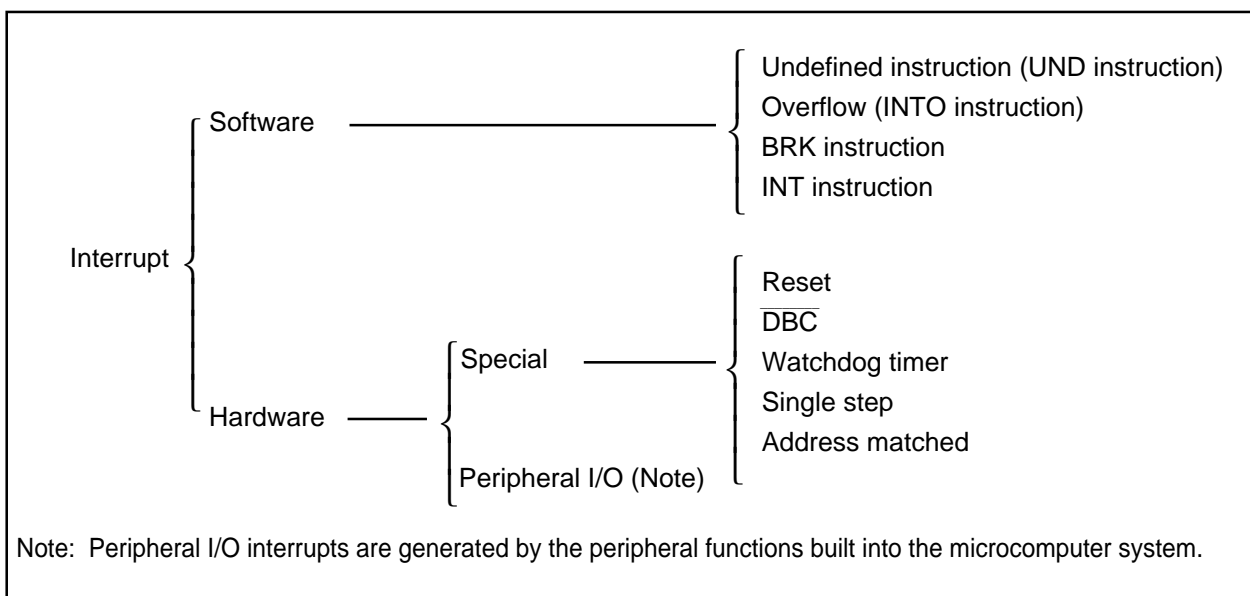 Interrupt
Software
Undefined instruction (UND instruction)
Overflow (INTO instruction)
BRK instruction
INT instruction
Hardware
Special
Reset
D̅B̅C̅
Watchdog timer
Single step
Address matched
Peripheral I/O (Note)
Note: Peripheral I/O interrupts are generated by the peripheral functions built into the microcomputer system.